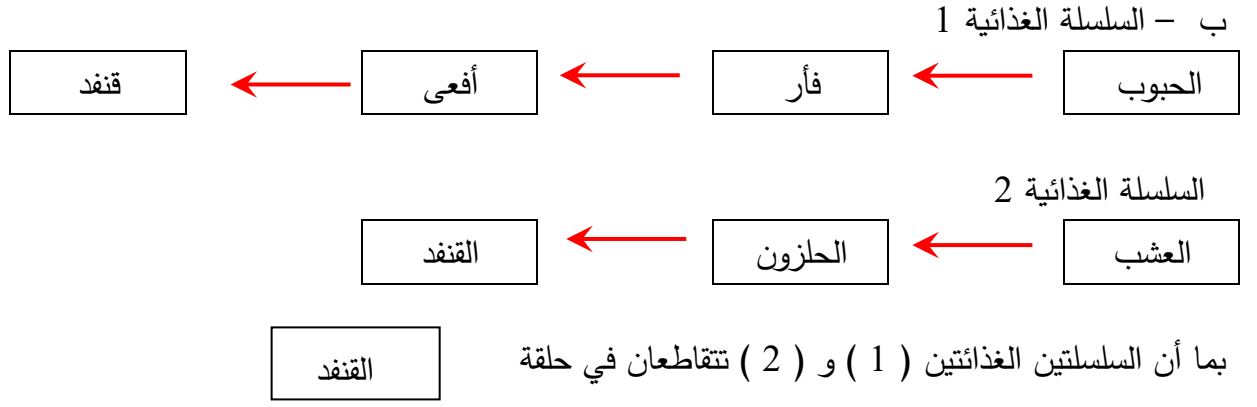 ب – السلسلة الغذائية 1
الحبوب فأر أفعى قنفد
السلسلة الغذائية 2
العشب الحلزون القنفد
بما أن السلسلتين الغذائتين ( 1 ) و ( 2 ) تتقاطعان في حلقة القنفد